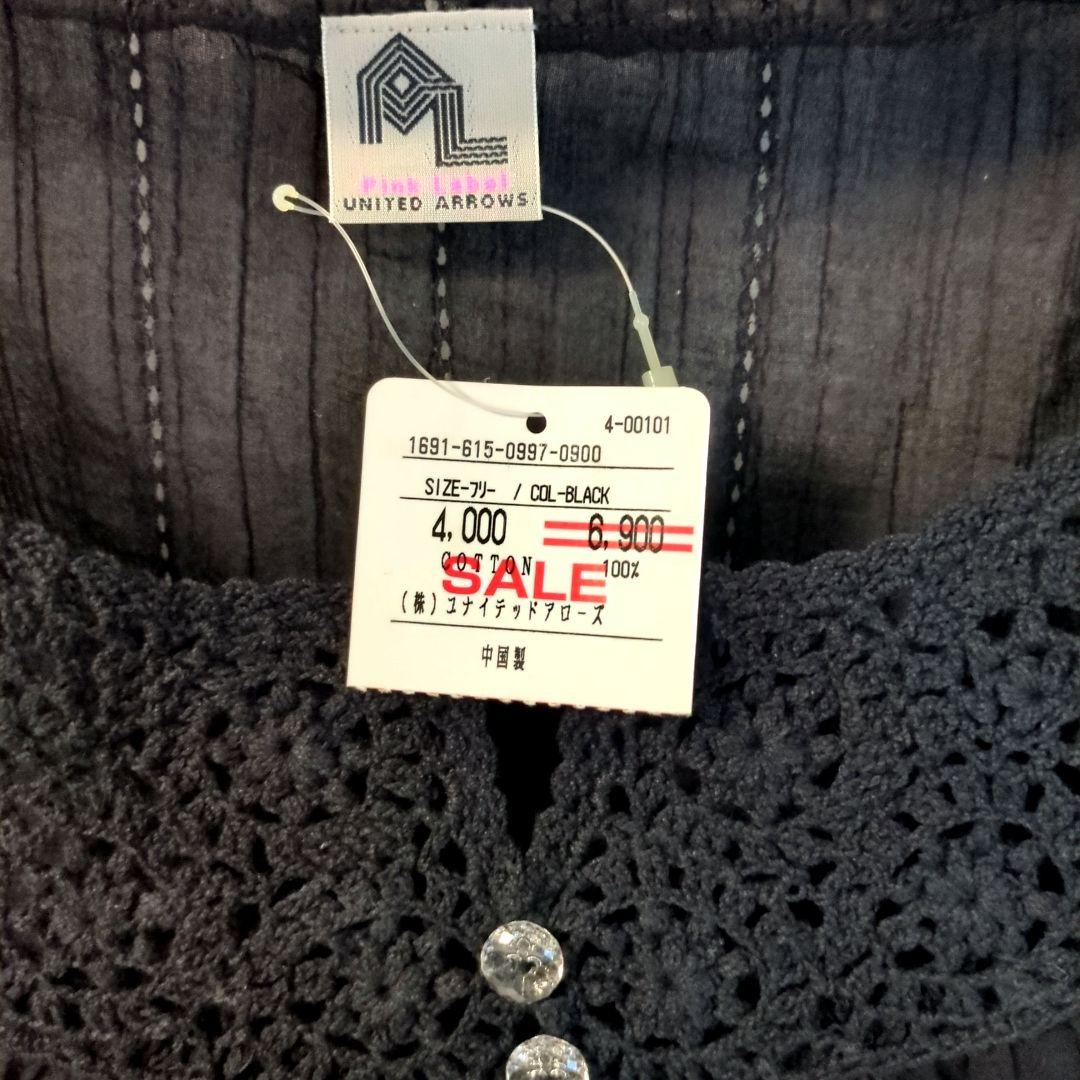 Pink Label
UNITED ARROWS
4-00101
1691-615-0997-0900
SIZE-フリー / COL-BLACK
4,000 6,900
COTTON 100%
SALE
(株)ユナイテッドアローズ
中国製